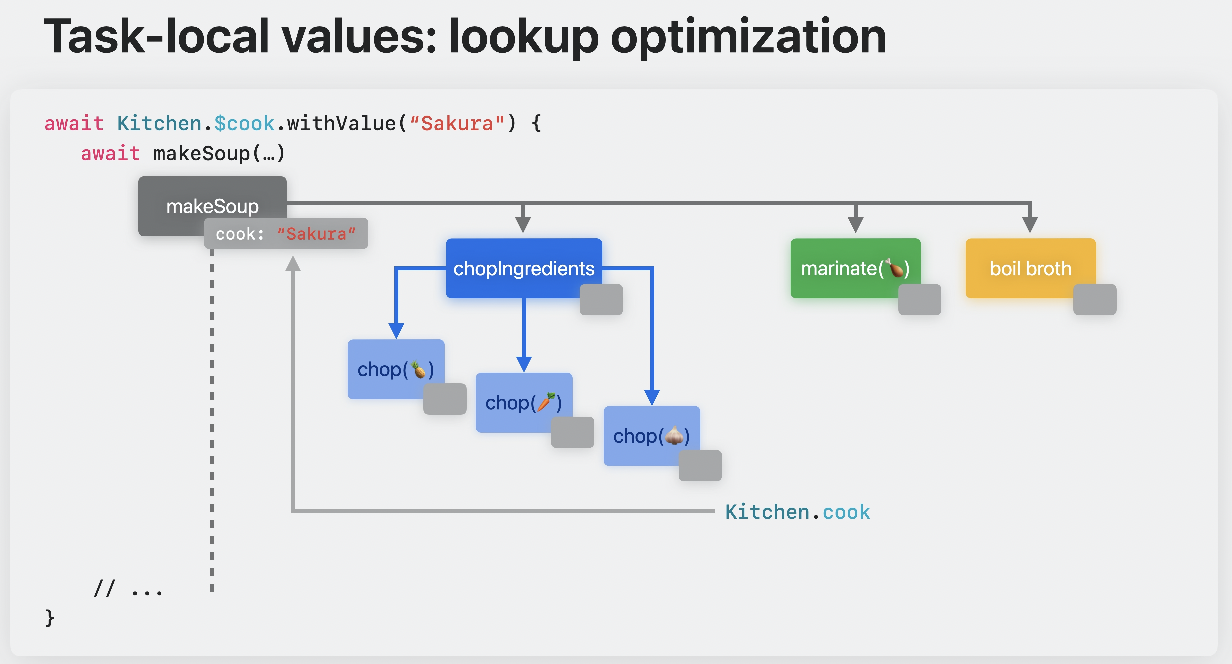 Task-local values: lookup optimization
await Kitchen.$cook.withValue(“Sakura") {
await makeSoup(…)
makeSoup
cook: “Sakura”
chopIngredients
marinate(🍗)
boil broth
chop(🍍)
chop(🥕)
chop(🧄)
Kitchen.cook
// ...
}